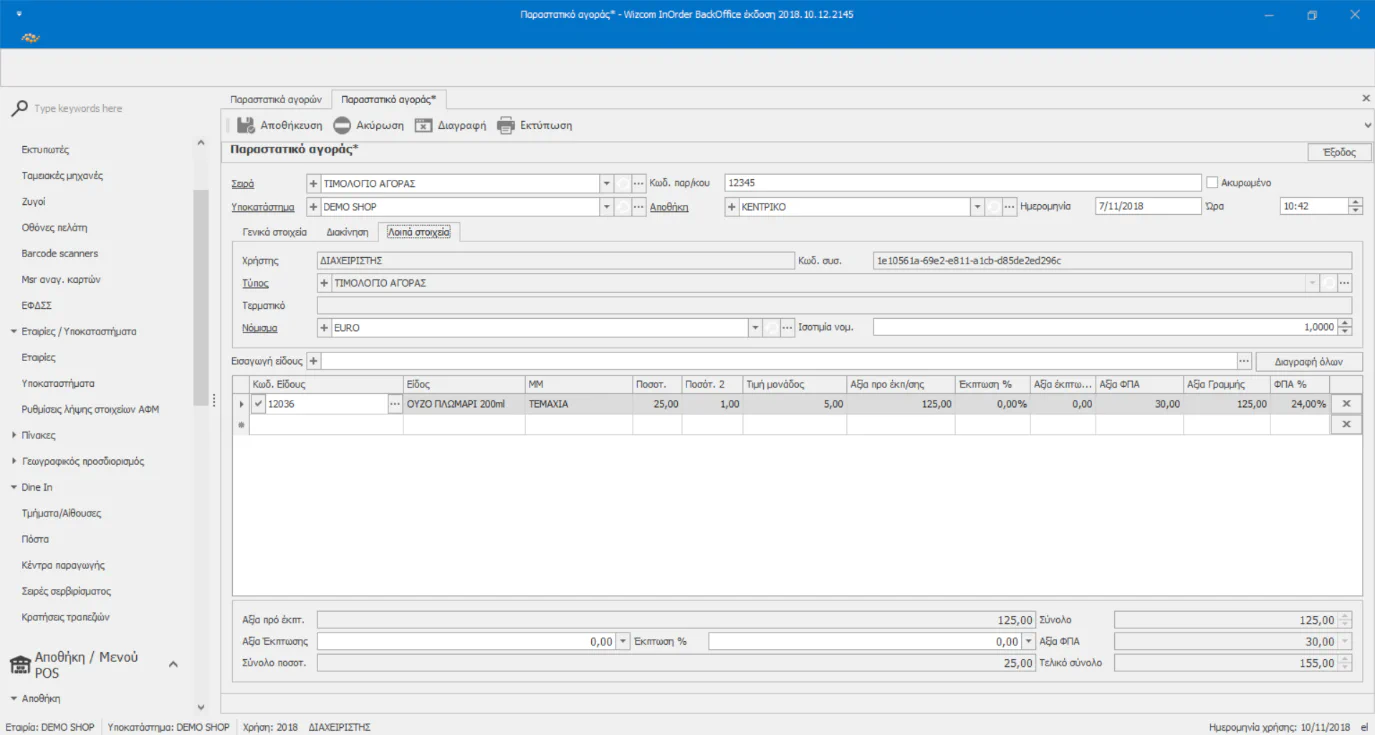 Παραστατικό αγοράς* - Wizcom InOrder BackOffice έκδοση 2018.10.12.2145
Type keywords here
Εκτυπωτές
Ταμειακές μηχανές
Ζυγοί
Οθόνες πελάτη
Barcode scanners
Msr αναγ. καρτών
ΕΦΔΣΣ
Εταιρίες / Υποκαταστήματα
Εταιρίες
Υποκαταστήματα
Ρυθμίσεις λήψης στοιχείων ΑΦΜ
Πίνακες
Γεωγραφικός προσδιορισμός
Dine In
Τμήματα/Αίθουσες
Πόστα
Κέντρα παραγωγής
Σειρές σερβιρίσματος
Κρατήσεις τραπεζιών
Αποθήκη / Μενού
POS
Αποθήκη
Παραστατικά αγορών Παραστατικό αγοράς*
Αποθήκευση Ακύρωση Διαγραφή Εκτύπωση
Παραστατικό αγοράς* Έξοδος
Σειρά ΤΙΜΟΛΟΓΙΟ ΑΓΟΡΑΣ Κωδ. παρ/κου 12345 Ακυρωμένο
Υποκατάστημα DEMO SHOP Αποθήκη ΚΕΝΤΡΙΚΟ Ημερομηνία 7/11/2018 Ώρα 10:42
Γενικά στοιχεία Διακίνηση Λοιπά στοιχεία
Χρήστης ΔΙΑΧΕΙΡΙΣΤΗΣ Κωδ. συσ. 1e10561a-69e2-e811-a1cb-d85de2ed296c
Τύπος ΤΙΜΟΛΟΓΙΟ ΑΓΟΡΑΣ
Τερματικό
Νόμισμα EURO Ισοτιμία νομ. 1,0000
Εισαγωγή είδους Διαγραφή όλων
Κωδ. Είδους Είδος ΜΜ Ποσοτ. Ποσότ. 2 Τιμή μονάδος Αξία προ έκπ/σης Έκπτωση % Αξία έκπτω... Αξία ΦΠΑ Αξία Γραμμής ΦΠΑ %
12036 ΟΥΖΟ ΠΛΩΜΑΡΙ 200ml ΤΕΜΑΧΙΑ 25,00 1,00 5,00 125,00 0,00% 0,00 30,00 125,00 24,00%
Αξία πρό έκπτ. 125,00 Σύνολο 125,00
Αξία Έκπτωσης 0,00 Έκπτωση % 0,00 Αξία ΦΠΑ 30,00
Σύνολο ποσοτ. 25,00 Τελικό σύνολο 155,00
Εταιρία: DEMO SHOP Υποκατάστημα: DEMO SHOP Χρήση: 2018 ΔΙΑΧΕΙΡΙΣΤΗΣ Ημερομηνία χρήσης: 10/11/2018 el